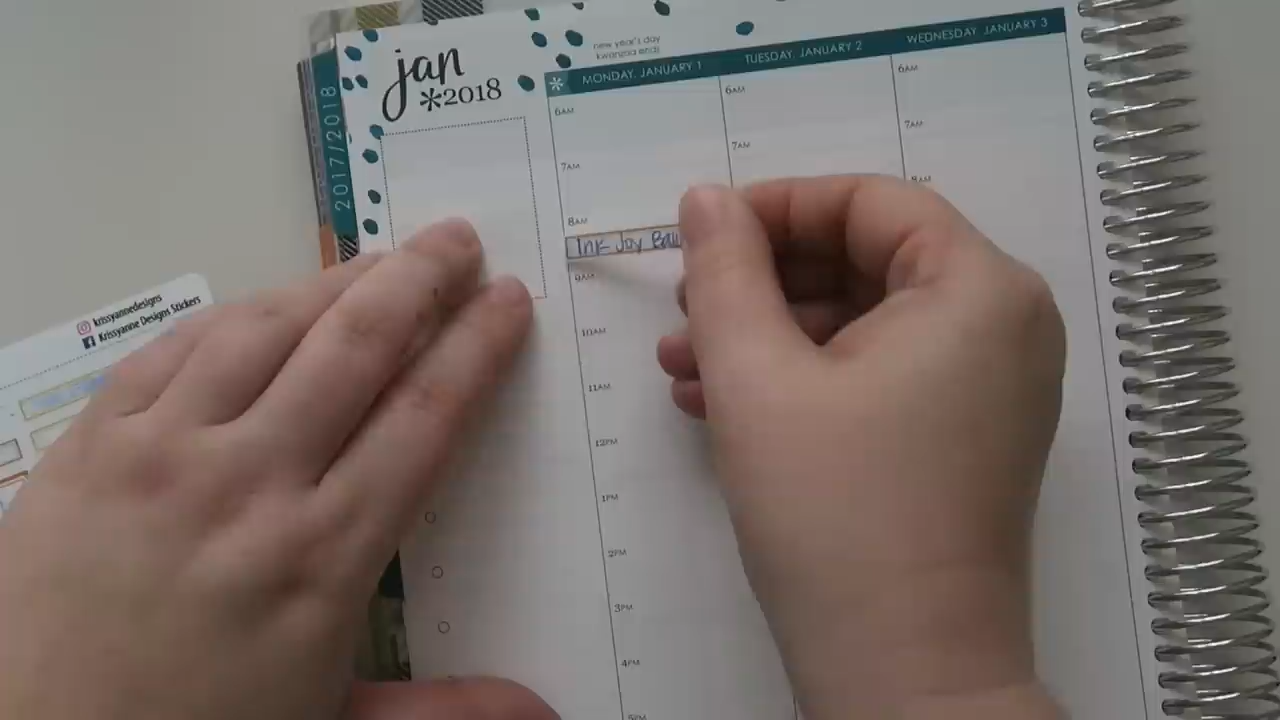 jan
*2018
2017/2018
new year's day
kwanzaa ends
* MONDAY, JANUARY 1
TUESDAY, JANUARY 2
WEDNESDAY, JANUARY 3
6AM
7AM
8AM
Ink Joy
9AM
10AM
11AM
12PM
1PM
2PM
3PM
4PM
5PM
6AM
7AM
6AM
7AM
8AM
krissyannedesigns
Krissyanne Designs Stickers